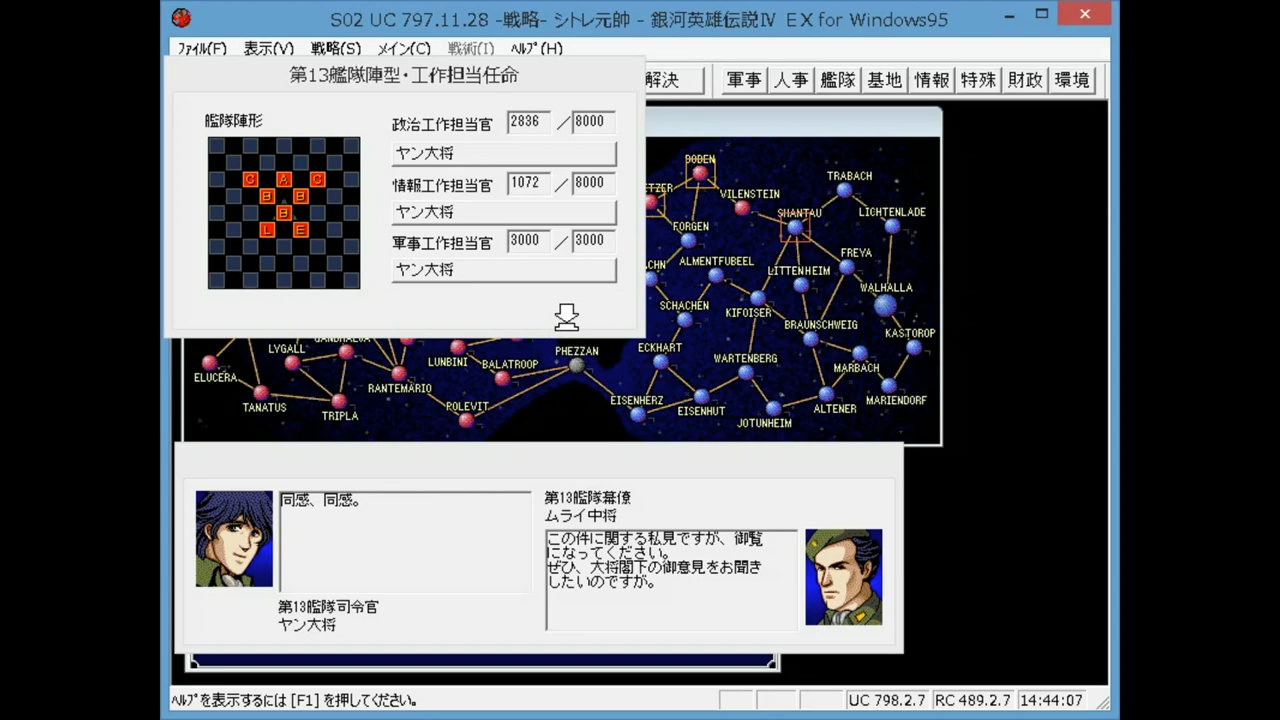 S02 UC 797.11.28 -戦略- シトレ元帥 - 銀河英雄伝説Ⅳ EX for Windows95
ﾌｧｲﾙ(F) 表示(V) 戦略(S) メイン(C) 戦術(I) ﾍﾙﾌﾟ(H)
第13艦隊陣型・工作担当任命
解決 軍事 人事 艦隊 基地 情報 特殊 財政 環境
艦隊陣形
政治工作担当官 2836 ／ 8000
ヤン大将
情報工作担当官 1072 ／ 8000
ヤン大将
軍事工作担当官 3000 ／ 3000
ヤン大将
C A C
B B
B
L E
DODEN
TRABACH
VILENSTEIN
SHANTAU
LICHTENLADE
FORGEN
FREYA
ALMENTFUBEEL
LITTENHEIM
WALHALLA
SCHACHEN
KIFOISER
BRAUNSCHWEIG
KASTOROP
LYGALL
LUNBINI
BALATROOP
PHEZZAN
ECKHART
WARTENBERG
MARBACH
ELUCERA
RANTEMARIO
TANATUS
TRIPLA
ROLEVIT
EISENHERZ
EISENHUT
JOTUNHEIM
ALTENER
MARIENDORF
同感、同感。
第13艦隊司令官
ヤン大将
第13艦隊幕僚
ムライ中将
この件に関する私見ですが、御覧
になってください。
ぜひ、大将閣下の御意見をお聞き
したいのですが。
ﾍﾙﾌﾟを表示するには [F1] を押してください。
UC 798.2.7 RC 489.2.7 14:44:07